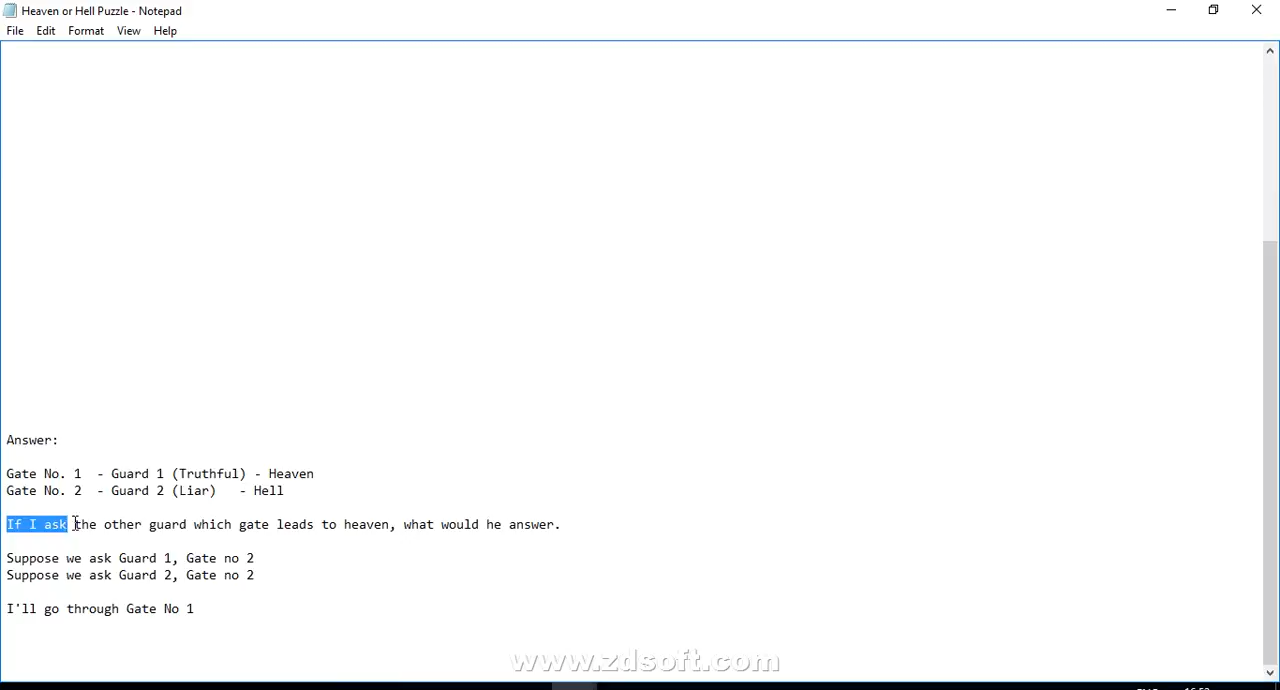 Heaven or Hell Puzzle - Notepad
File Edit Format View Help
Answer:
Gate No. 1  - Guard 1 (Truthful) - Heaven
Gate No. 2  - Guard 2 (Liar)   - Hell
If I ask the other guard which gate leads to heaven, what would he answer.
Suppose we ask Guard 1, Gate no 2
Suppose we ask Guard 2, Gate no 2
I'll go through Gate No 1
www.zdsoft.com